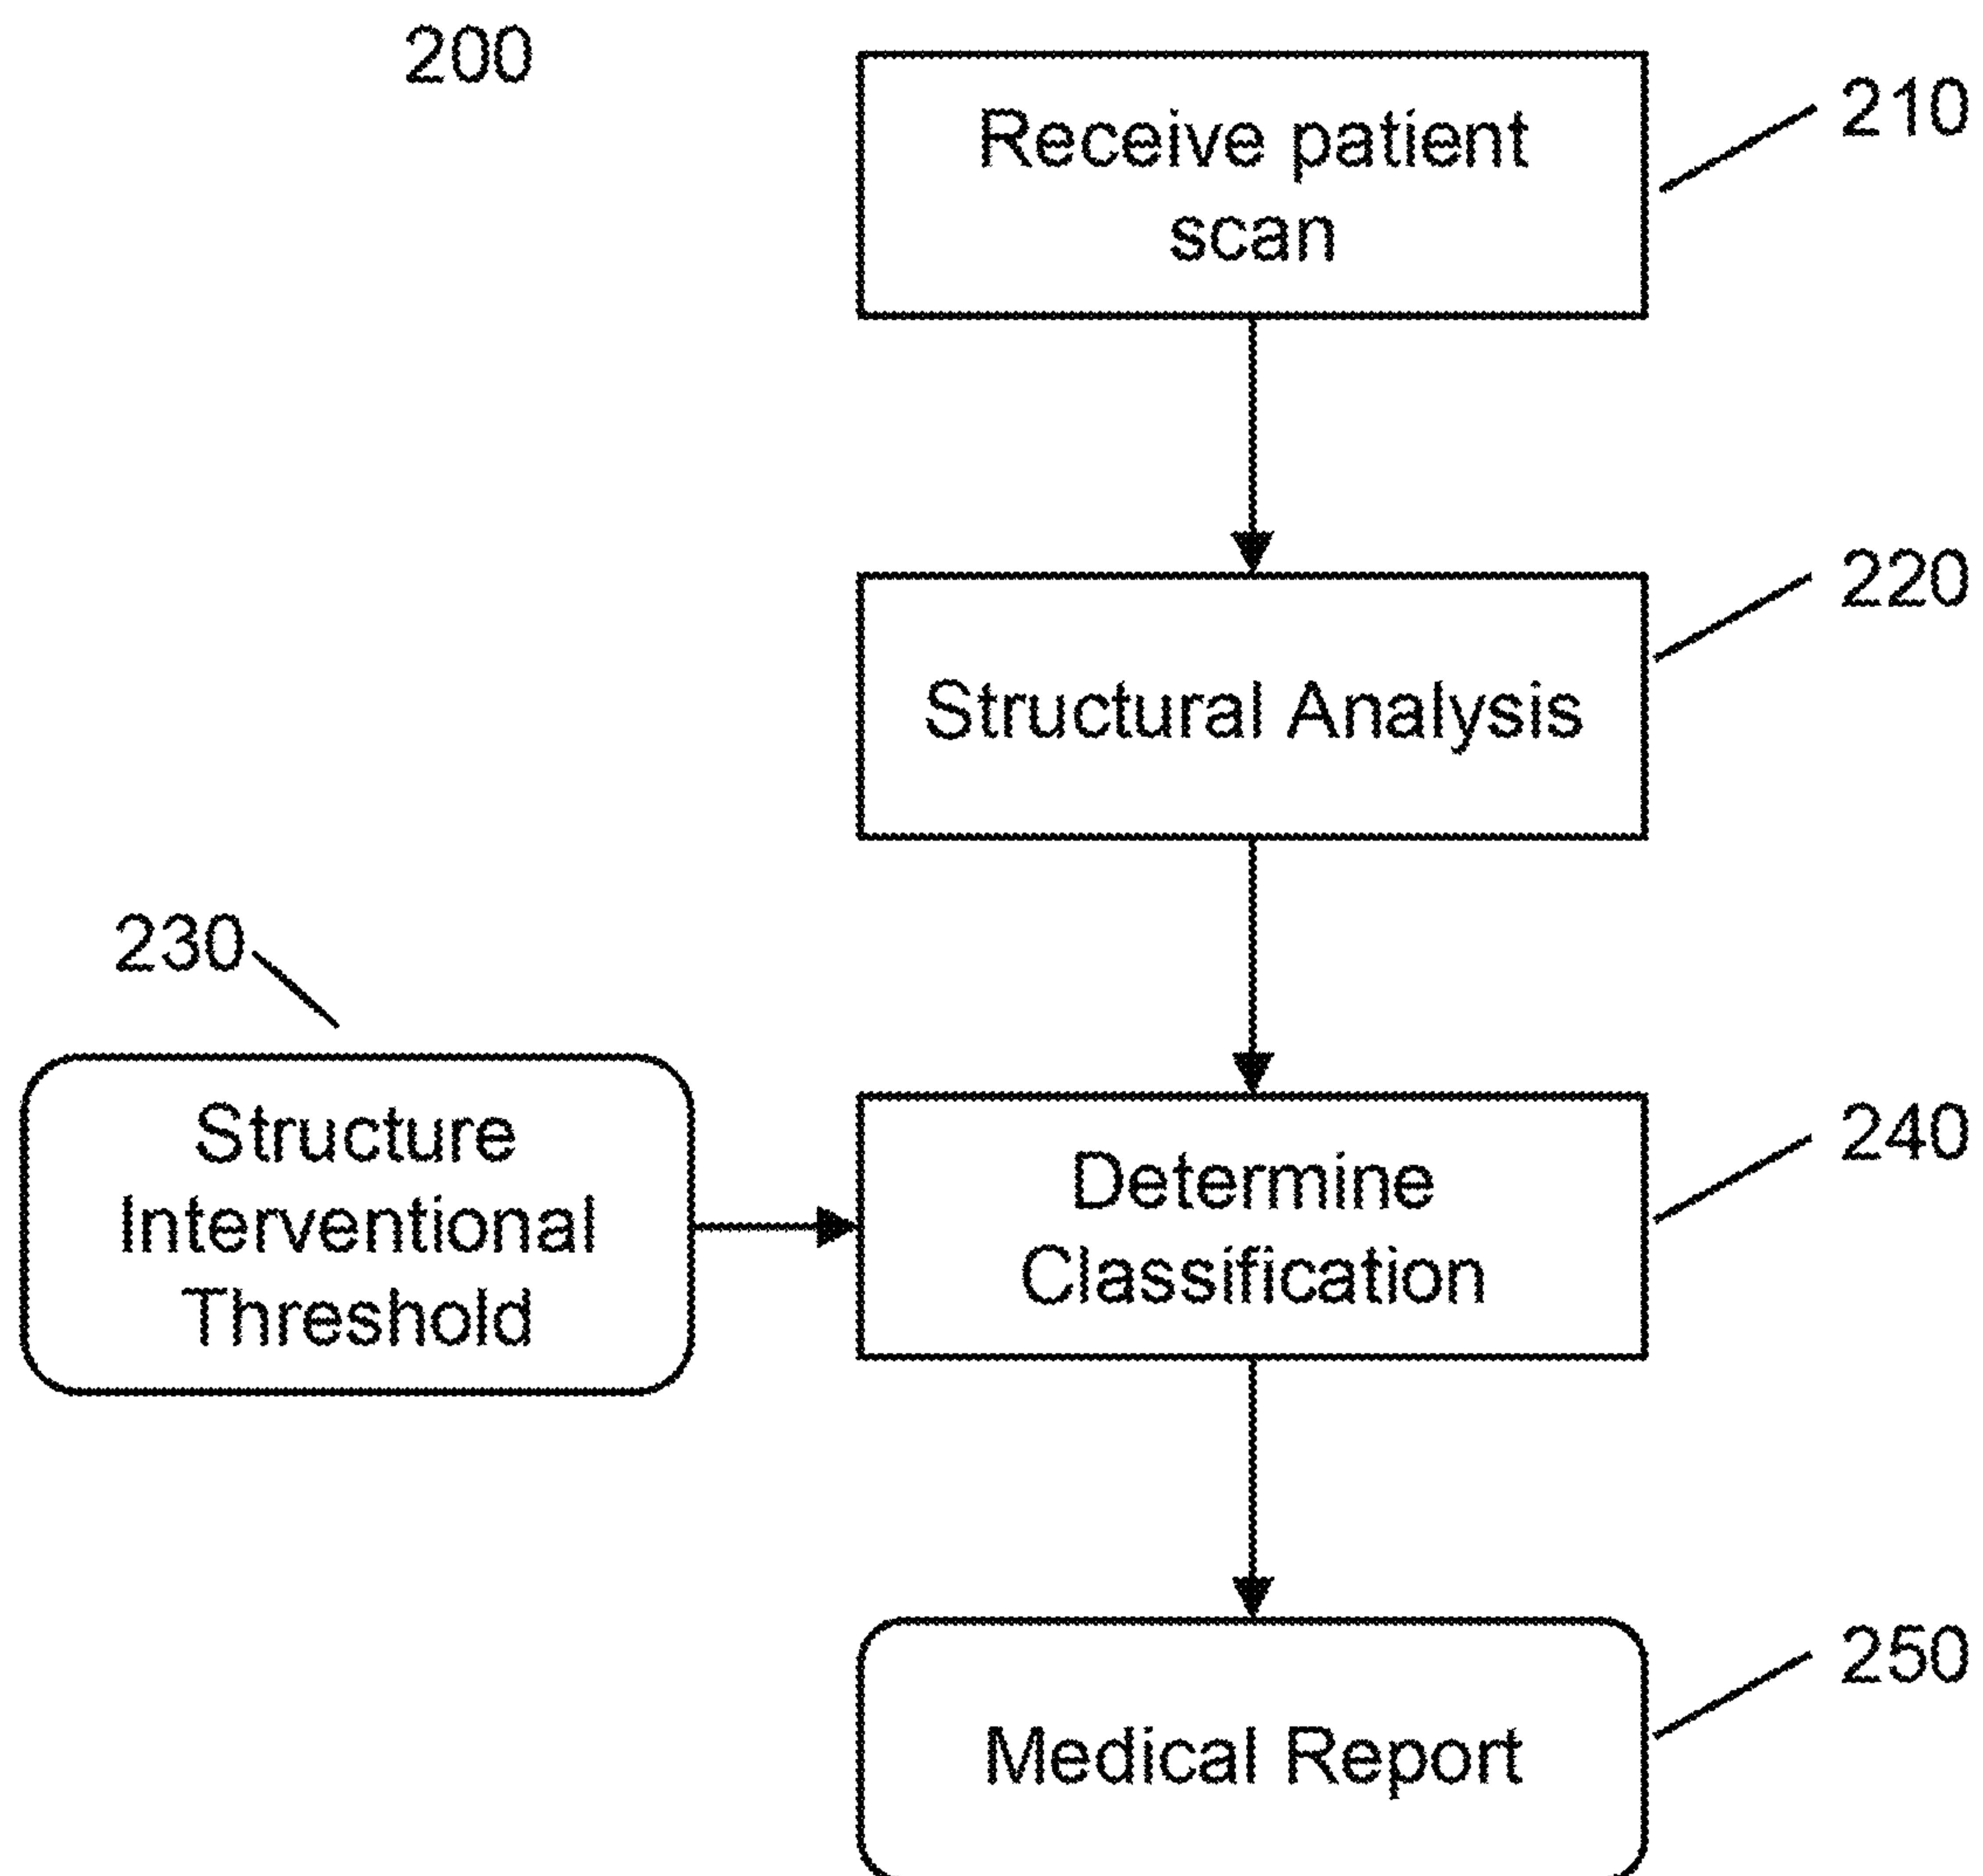 200
Receive patient
scan
210
Structural Analysis
220
230
Structure
Interventional
Threshold
Determine
Classification
240
Medical Report
250